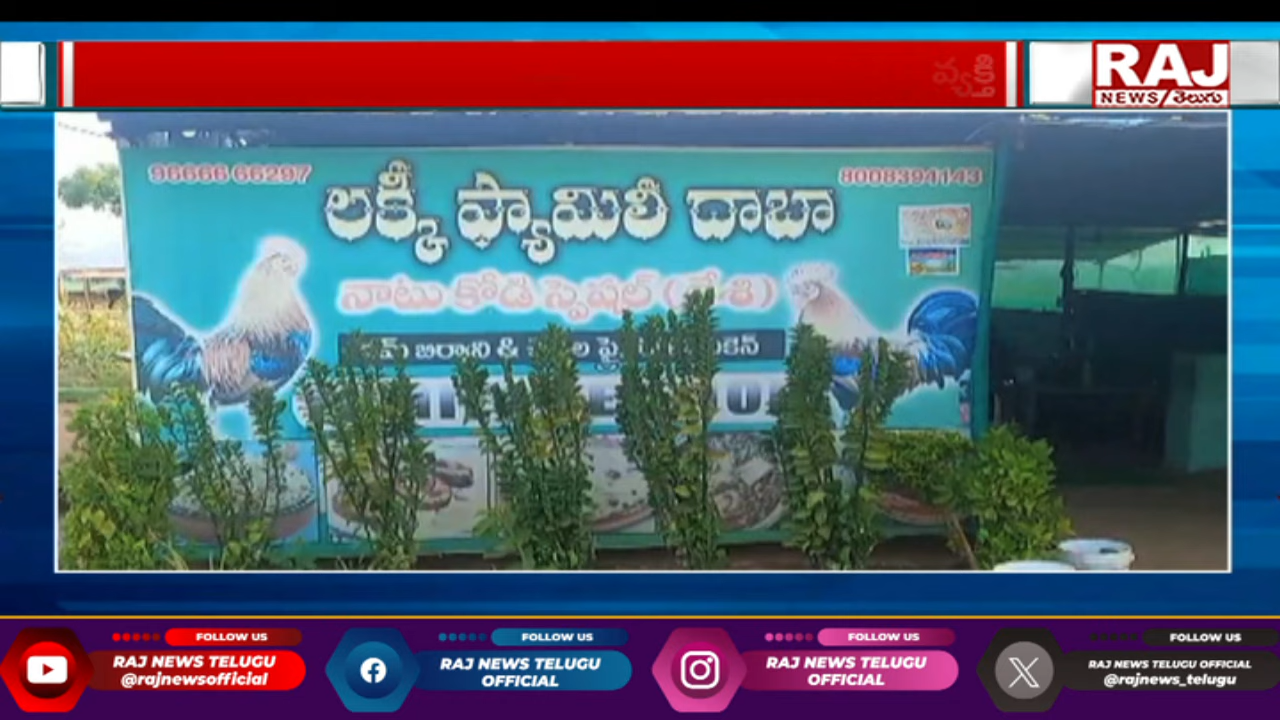 RAJ
NEWS తెలుగు
96666 66297
8008391143
లక్కీ ఫ్యామిలీ దాబా
నాటు కోడి స్పెషల్
బిర్యాని &
FOLLOW US
RAJ NEWS TELUGU
@rajnewsofficial
FOLLOW US
RAJ NEWS TELUGU
OFFICIAL
FOLLOW US
RAJ NEWS TELUGU
OFFICIAL
FOLLOW US
RAJ NEWS TELUGU OFFICIAL
@rajnews_telugu